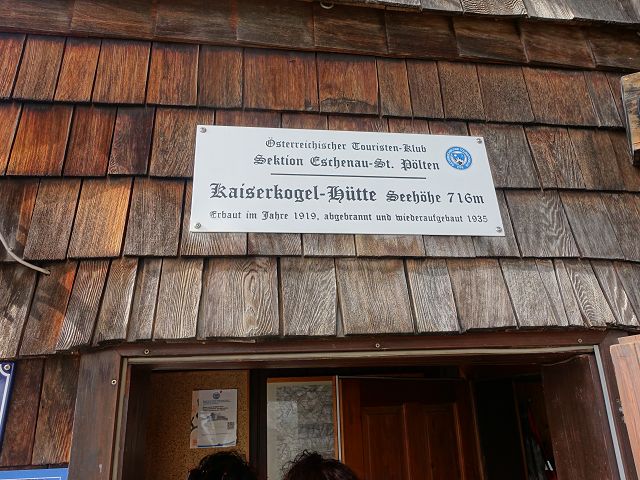 Österreichischer Touristen-Klub
Sektion Eschenau-St. Pölten
Kaiserkogel-Hütte Seehöhe 716m
Erbaut im Jahre 1919, abgebrannt und wiederaufgebaut 1935